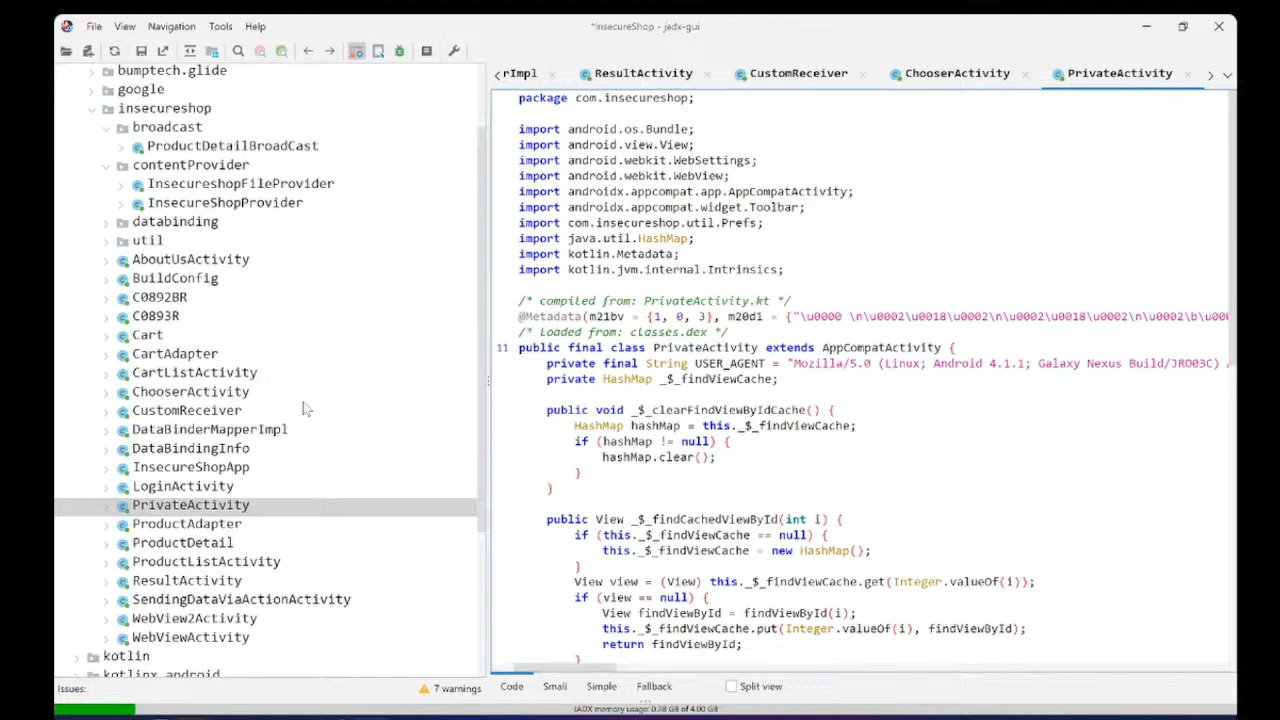 File View Navigation Tools Help
*InsecureShop - jadx-gui
rImpl ResultActivity CustomReceiver ChooserActivity PrivateActivity
bumptech.glide
google
insecureshop
broadcast
ProductDetailBroadCast
contentProvider
InsecureshopFileProvider
InsecureShopProvider
databinding
util
AboutUsActivity
BuildConfig
C0892BR
C0893R
Cart
CartAdapter
CartListActivity
ChooserActivity
CustomReceiver
DataBinderMapperImpl
DataBindingInfo
InsecureShopApp
LoginActivity
PrivateActivity
ProductAdapter
ProductDetail
ProductListActivity
ResultActivity
SendingDataViaActionActivity
WebView2Activity
WebViewActivity
kotlin
kotlinx.android
package com.insecureshop;
import android.os.Bundle;
import android.view.View;
import android.webkit.WebSettings;
import android.webkit.WebView;
import androidx.appcompat.app.AppCompatActivity;
import androidx.appcompat.widget.Toolbar;
import com.insecureshop.util.Prefs;
import java.util.HashMap;
import kotlin.Metadata;
import kotlin.jvm.internal.Intrinsics;
/* compiled from: PrivateActivity.kt */
@Metadata(m21bv = {1, 0, 3}, m20d1 = {"\u0000 \n\u0002\u0018\u0002\n\u0002\u0018\u0002\n\u0002\b\u000
/* Loaded from: classes.dex */
11 public final class PrivateActivity extends AppCompatActivity {
private final String USER_AGENT = "Mozilla/5.0 (Linux; Android 4.1.1; Galaxy Nexus Build/JRO03C)
private HashMap _$_findViewCache;
public void _$_clearFindViewByIdCache() {
HashMap hashMap = this._$_findViewCache;
if (hashMap != null) {
hashMap.clear();
}
}
public View _$_findCachedViewById(int i) {
if (this._$_findViewCache == null) {
this._$_findViewCache = new HashMap();
}
View view = (View) this._$_findViewCache.get(Integer.valueOf(i));
if (view == null) {
View findViewById = findViewById(i);
this._$_findViewCache.put(Integer.valueOf(i), findViewById);
return findViewById;
}
Issues: 7 warnings
Code Smali Simple Fallback Split view
JADX memory usage: 0.78 GB of 4.00 GB